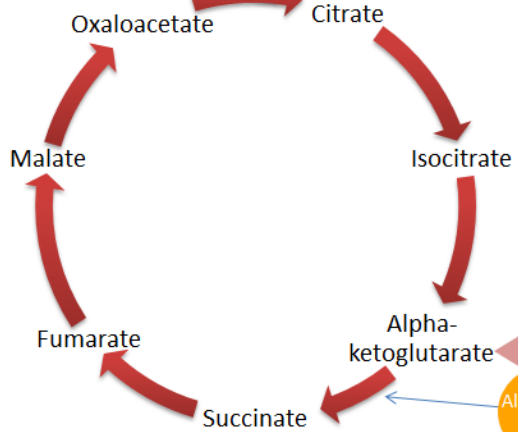 Oxaloacetate
Citrate
Malate
Isocitrate
Alpha-
ketoglutarate
Fumarate
Succinate